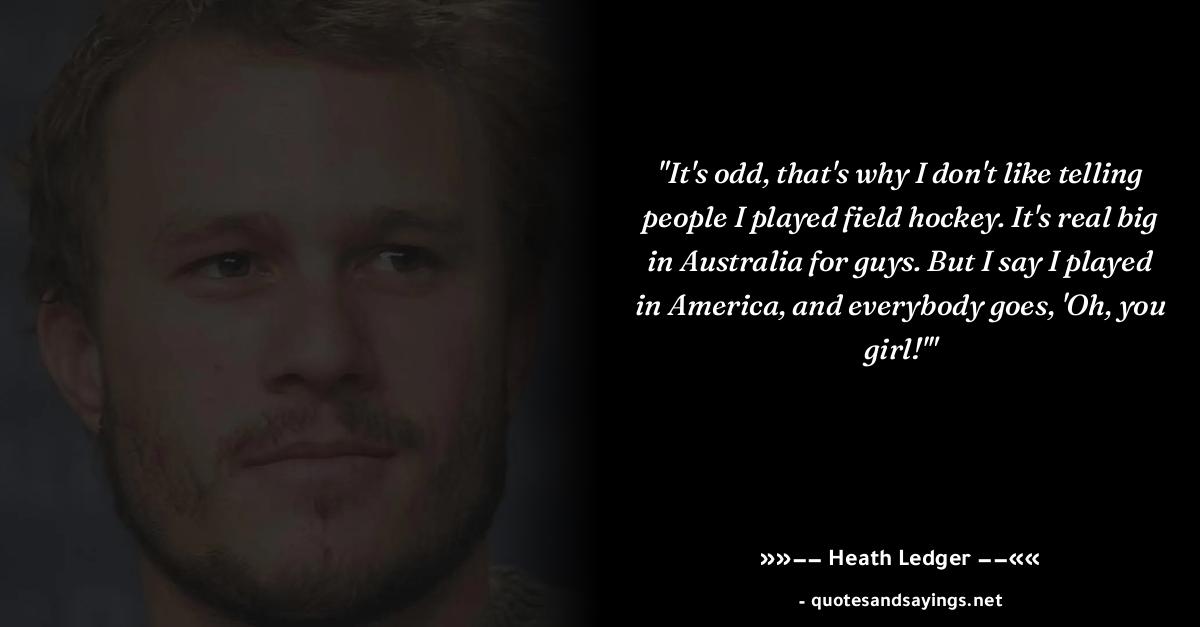 "It's odd, that's why I don't like telling
people I played field hockey. It's real big
in Australia for guys. But I say I played
in America, and everybody goes, 'Oh, you
girl!'"
»»−− Heath Ledger −−««
- quotesandsayings.net